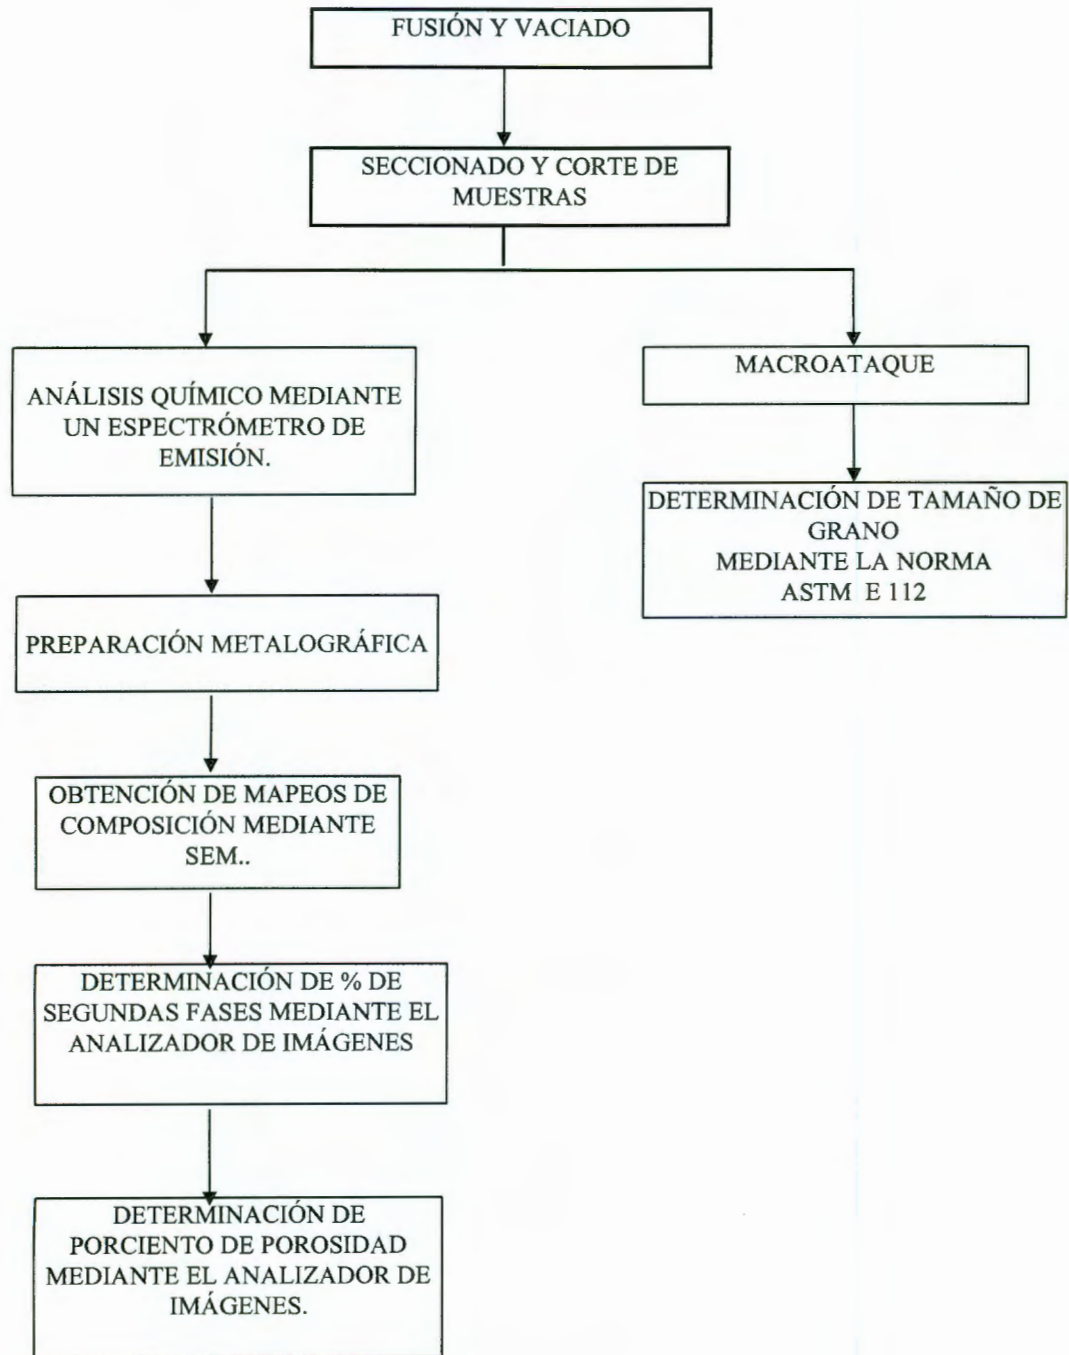 FUSIÓN Y VACIADO
SECCIONADO Y CORTE DE
MUESTRAS
ANÁLISIS QUÍMICO MEDIANTE
UN ESPECTRÓMETRO DE
EMISIÓN.
MACROATAQUE
DETERMINACIÓN DE TAMAÑO DE
GRANO
MEDIANTE LA NORMA
ASTM E 112
PREPARACIÓN METALOGRÁFICA
OBTENCIÓN DE MAPEOS DE
COMPOSICIÓN MEDIANTE
SEM..
DETERMINACIÓN DE % DE
SEGUNDAS FASES MEDIANTE EL
ANALIZADOR DE IMÁGENES
DETERMINACIÓN DE
PORCIENTO DE POROSIDAD
MEDIANTE EL ANALIZADOR DE
IMÁGENES.